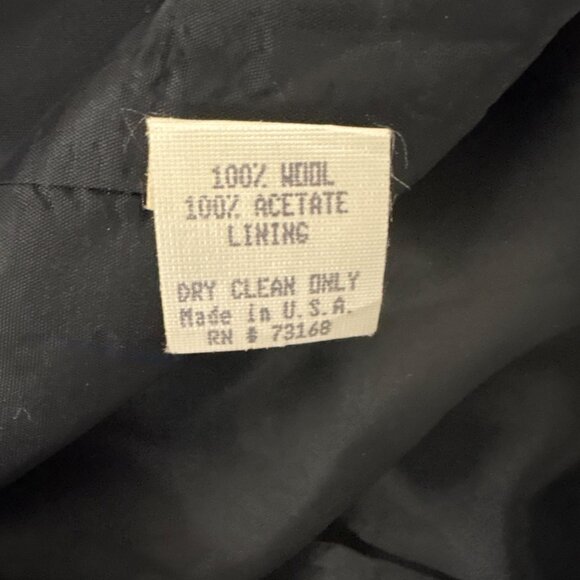 100% WOOL
100% ACETATE
LINING
DRY CLEAN ONLY
Made in U.S.A.
RN # 73168